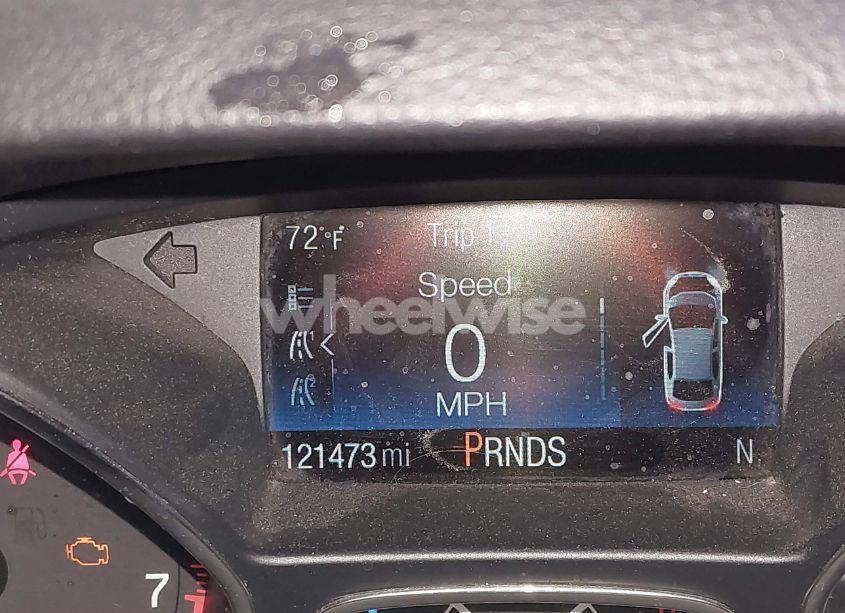 72°F Trip 1
Speed
wheelwise
0
MPH
121473 mi PRNDS N
7